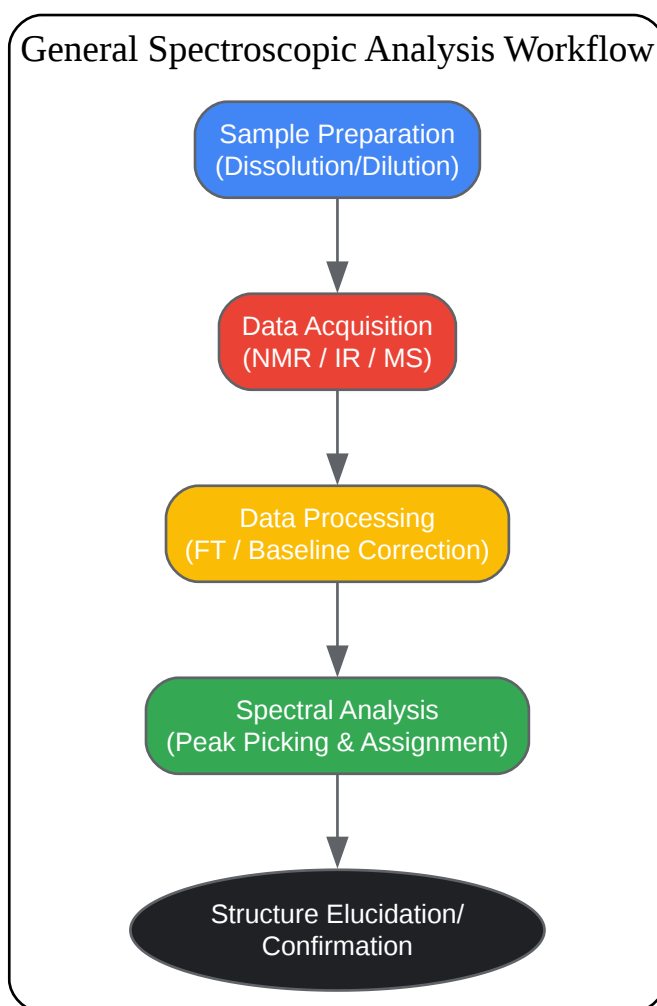 General Spectroscopic Analysis Workflow
Sample Preparation
(Dissolution/Dilution)
Data Acquisition
(NMR / IR / MS)
Data Processing
(FT / Baseline Correction)
Spectral Analysis
(Peak Picking & Assignment)
Structure Elucidation/
Confirmation